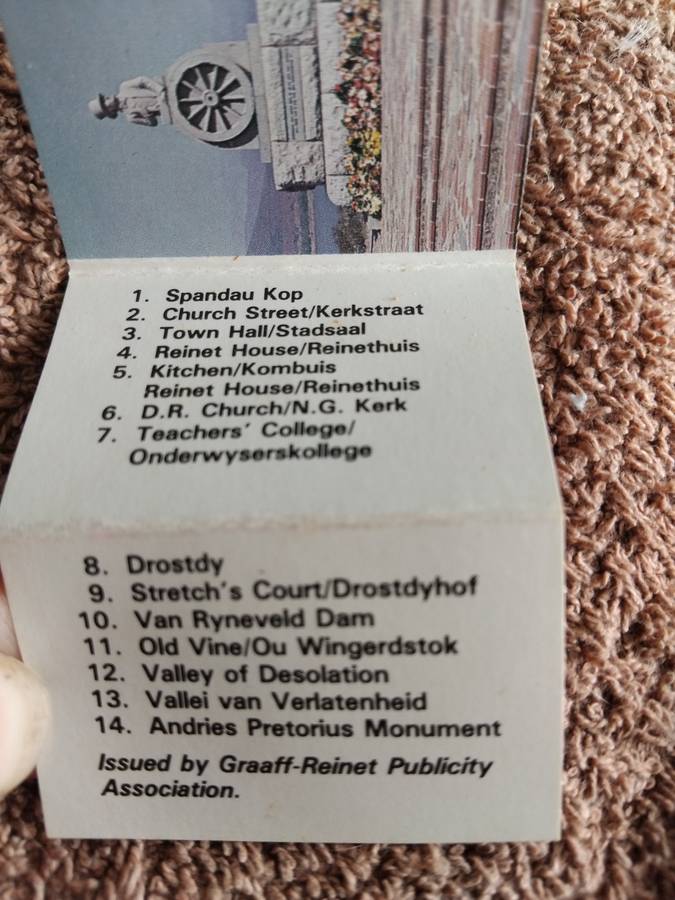 1. Spandau Kop
2. Church Street/Kerkstraat
3. Town Hall/Stadsaal
4. Reinet House/Reinethuis
5. Kitchen/Kombuis
Reinet House/Reinethuis
6. D.R. Church/N.G. Kerk
7. Teachers' College/
Onderwyserskollege
8. Drostdy
9. Stretch's Court/Drostdyhof
10. Van Ryneveld Dam
11. Old Vine/Ou Wingerdstok
12. Valley of Desolation
13. Vallei van Verlatenheid
14. Andries Pretorius Monument
Issued by Graaff-Reinet Publicity
Association.